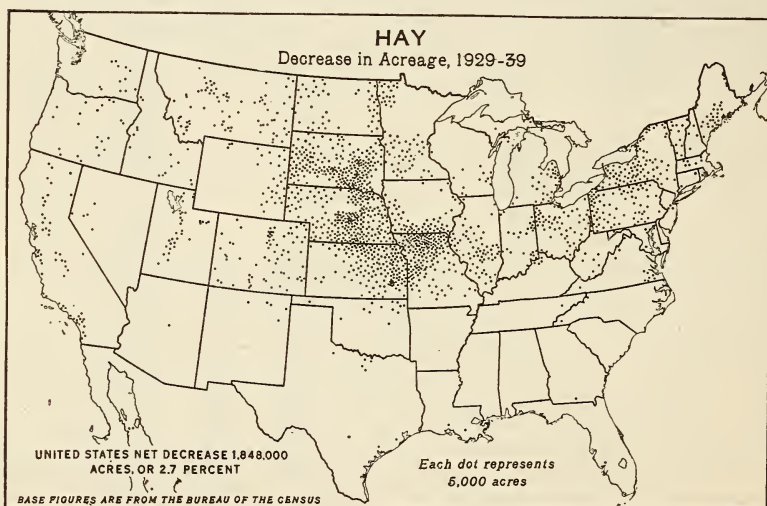 HAY
Decrease in Acreage, 1929-39
UNITED STATES NET DECREASE 1,848,000
ACRES, OR 2.7 PERCENT
Each dot represents
5,000 acres
BASE FIGURES ARE FROM THE BUREAU OF THE CENSUS